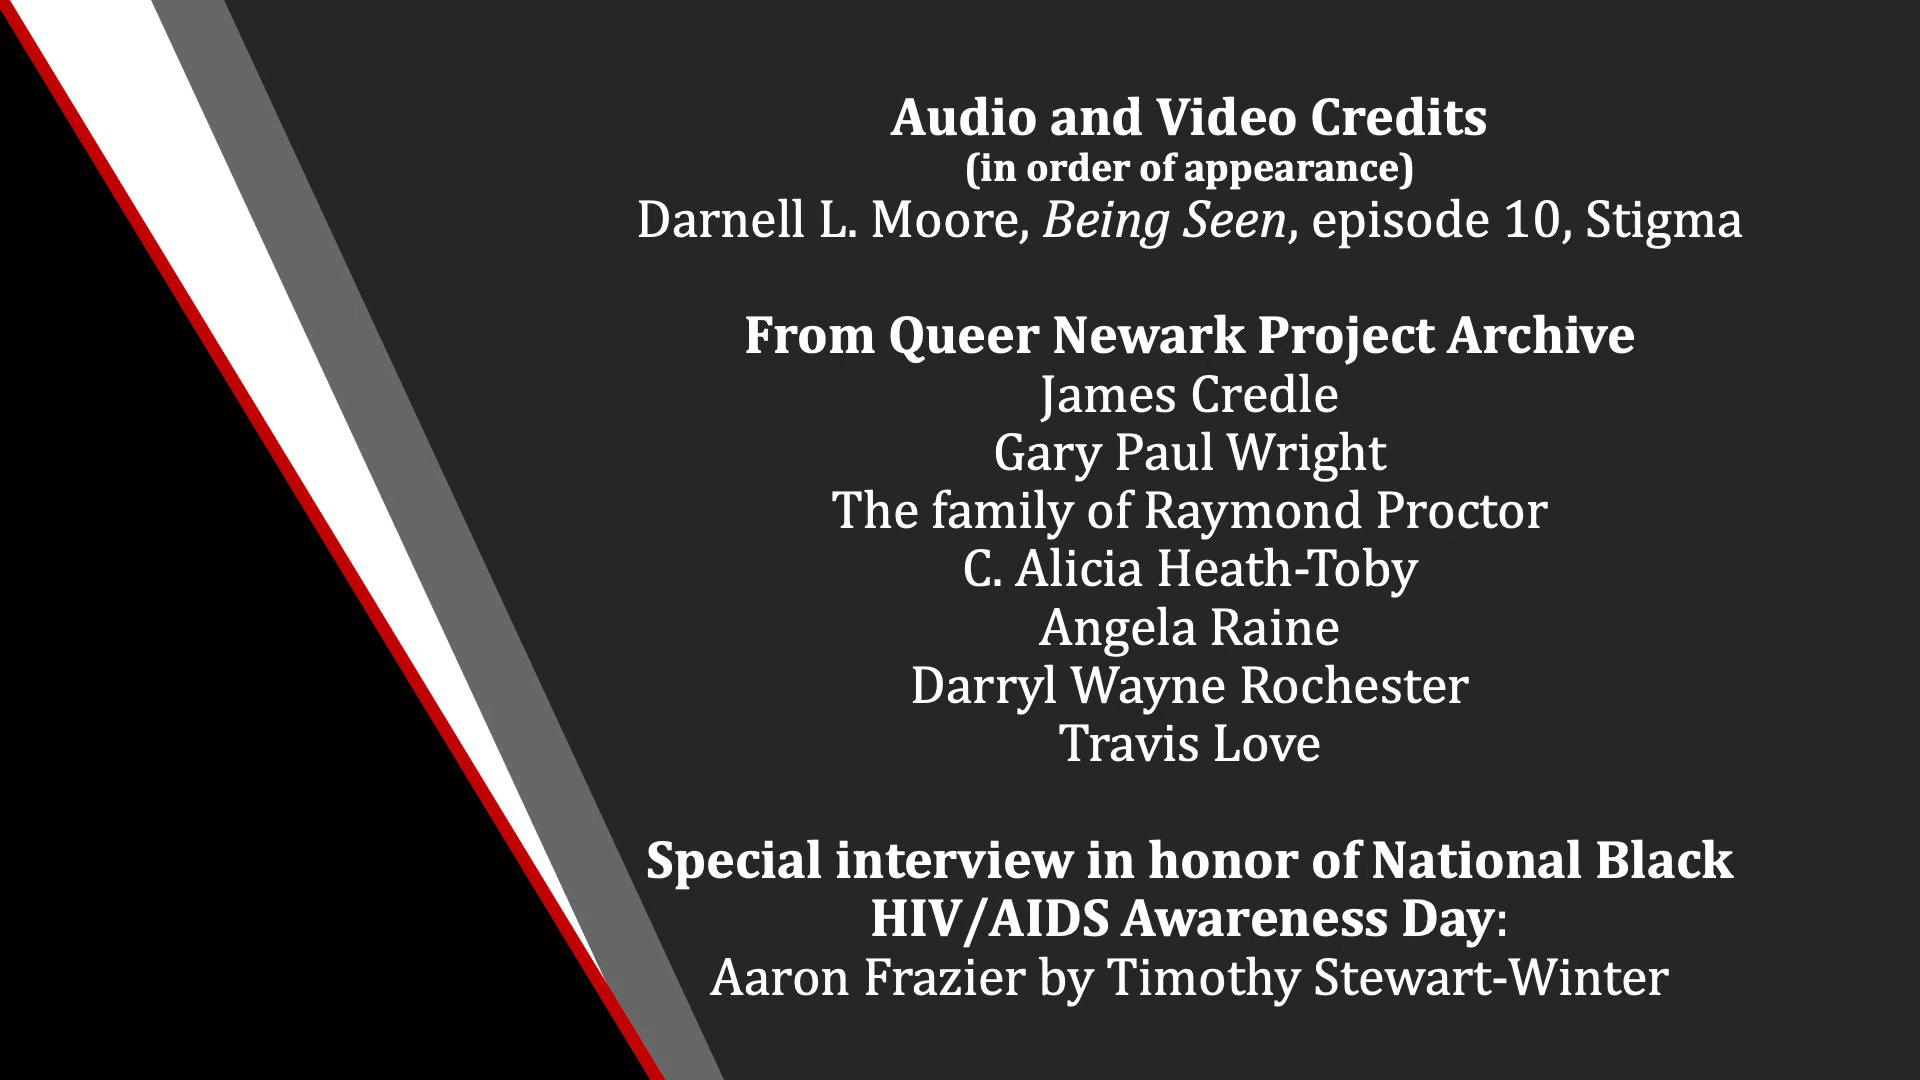 Audio and Video Credits
(in order of appearance)
Darnell L. Moore, Being Seen, episode 10, Stigma
From Queer Newark Project Archive
James Credle
Gary Paul Wright
The family of Raymond Proctor
C. Alicia Heath-Toby
Angela Raine
Darryl Wayne Rochester
Travis Love
Special interview in honor of National Black
HIV/AIDS Awareness Day:
Aaron Frazier by Timothy Stewart-Winter